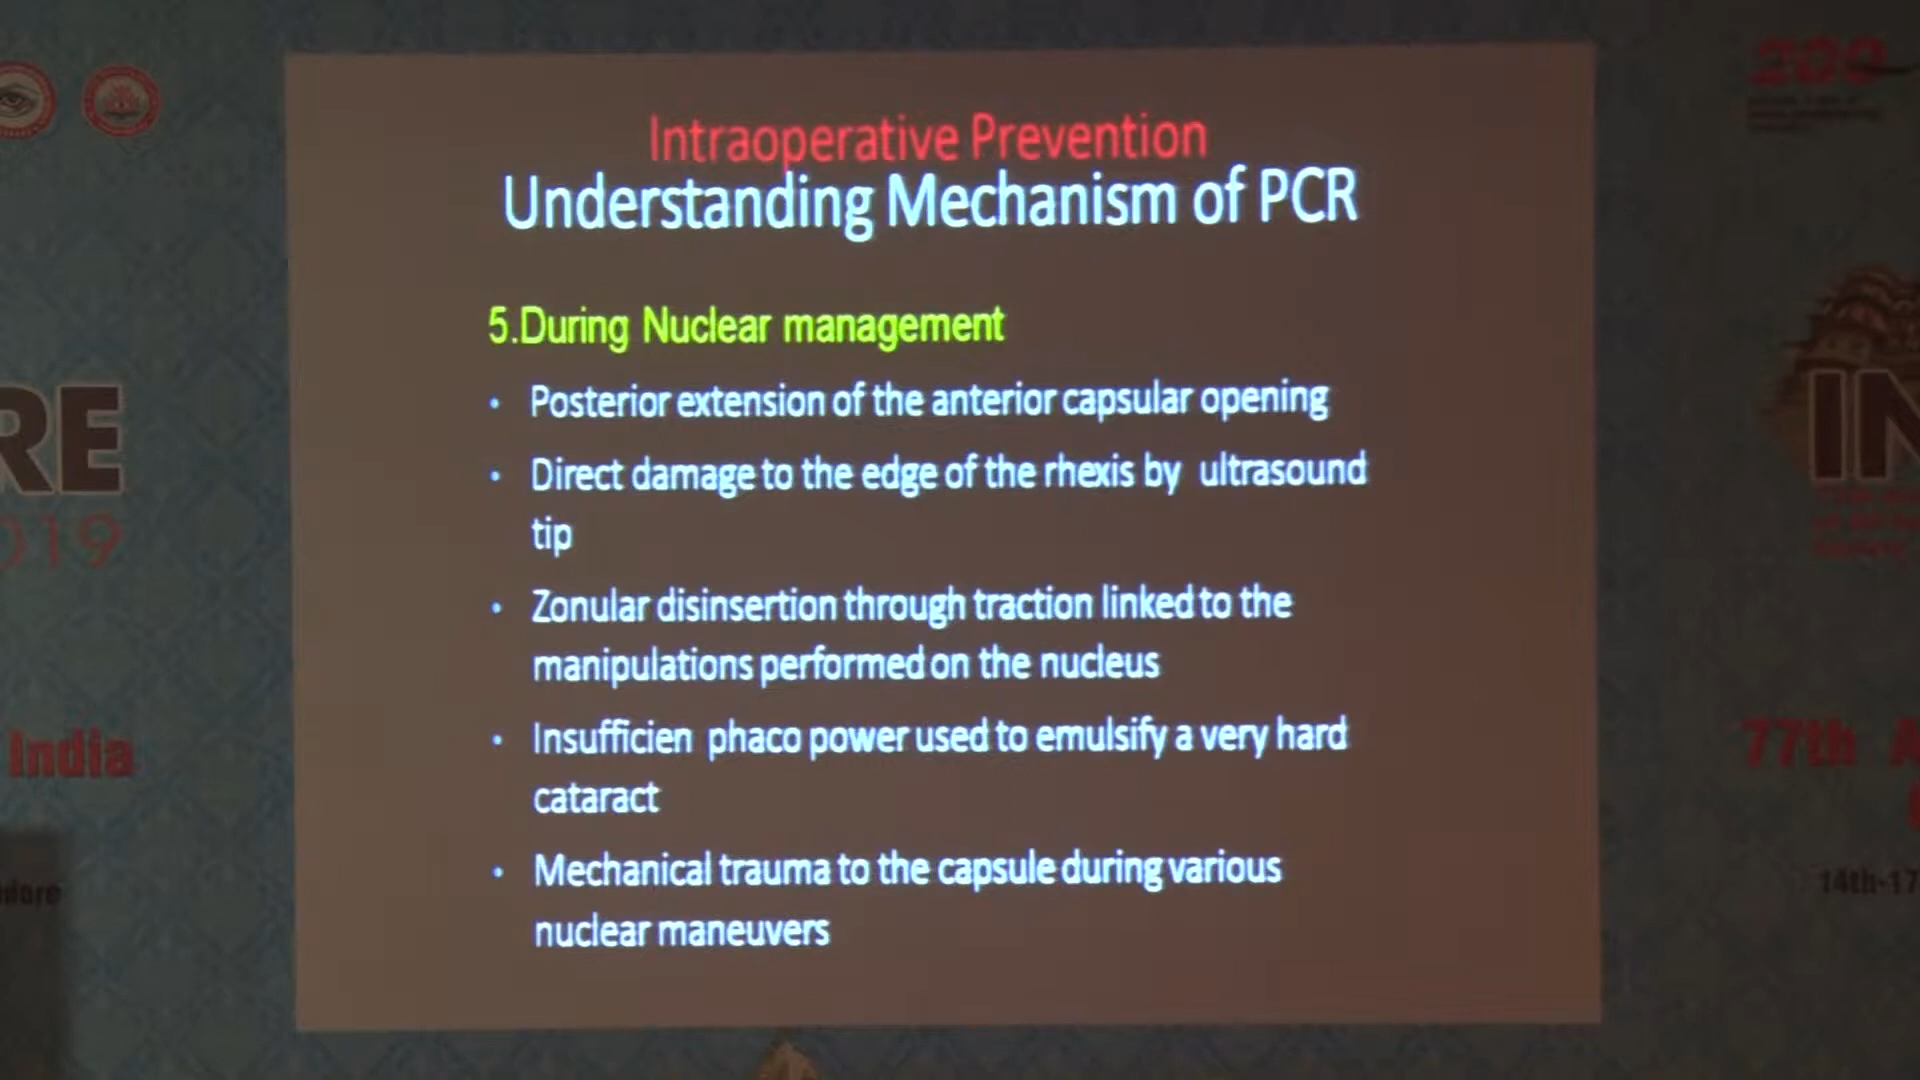 Intraoperative Prevention
Understanding Mechanism of PCR
5.During Nuclear management
• Posterior extension of the anterior capsular opening
• Direct damage to the edge of the rhexis by ultrasound
tip
• Zonular disinsertion through traction linked to the
manipulations performed on the nucleus
• Insufficien phaco power used to emulsify a very hard
cataract
• Mechanical trauma to the capsule during various
nuclear maneuvers
RE
019
India
200
IN
77th A
14th-17